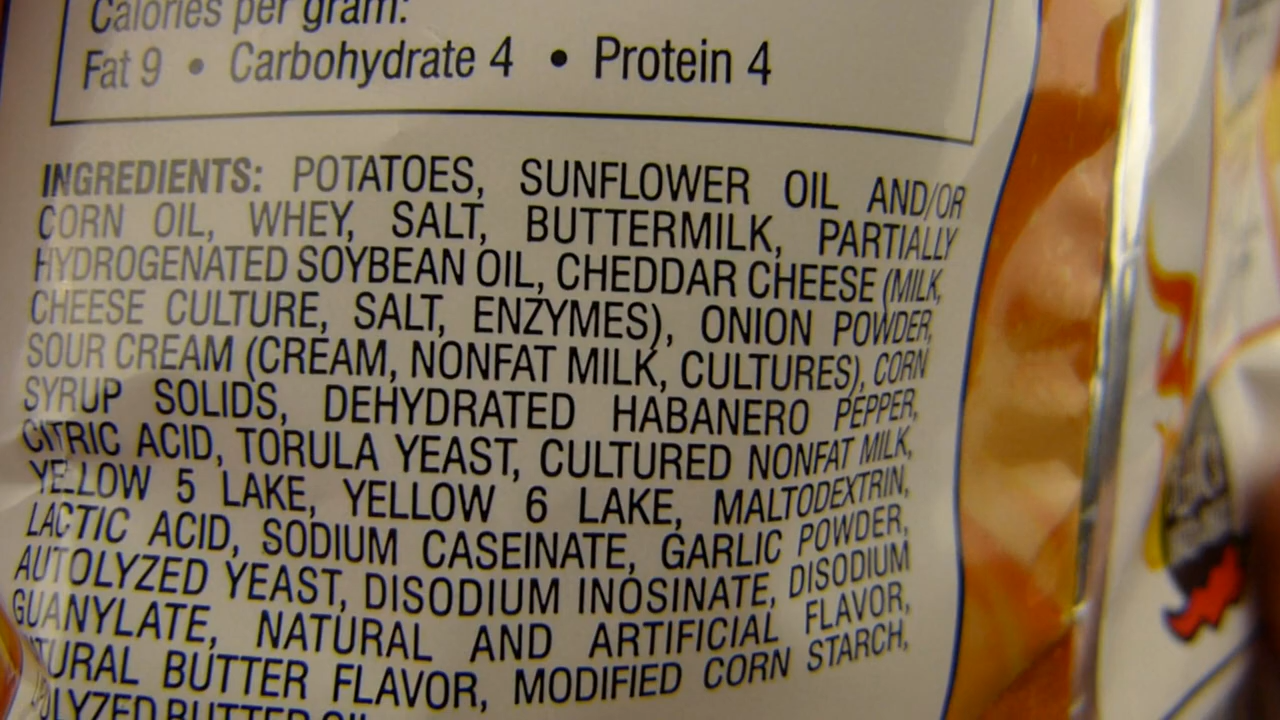 Calories per gram:
Fat 9 • Carbohydrate 4 • Protein 4
INGREDIENTS: POTATOES, SUNFLOWER OIL AND/OR
CORN OIL, WHEY, SALT, BUTTERMILK, PARTIALLY
HYDROGENATED SOYBEAN OIL, CHEDDAR CHEESE (MILK,
CHEESE CULTURE, SALT, ENZYMES), ONION POWDER,
SOUR CREAM (CREAM, NONFAT MILK, CULTURES), CORN
SYRUP SOLIDS, DEHYDRATED HABANERO PEPPER,
CITRIC ACID, TORULA YEAST, CULTURED NONFAT MILK,
YELLOW 5 LAKE, YELLOW 6 LAKE, MALTODEXTRIN,
LACTIC ACID, SODIUM CASEINATE, GARLIC POWDER,
AUTOLYZED YEAST, DISODIUM INOSINATE, DISODIUM
GUANYLATE, NATURAL AND ARTIFICIAL FLAVOR,
NATURAL BUTTER FLAVOR, MODIFIED CORN STARCH,
BUTTER OIL